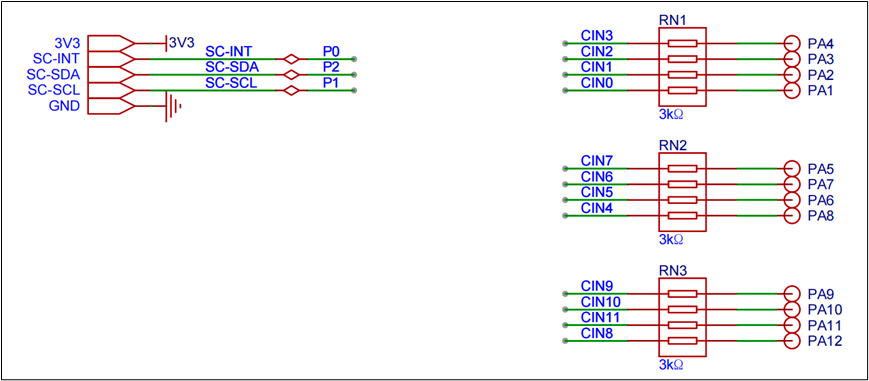 3V3 3V3
SC-INT SC-INT P0
SC-SDA SC-SDA P2
SC-SCL SC-SCL P1
GND
RN1
CIN3 PA4
CIN2 PA3
CIN1 PA2
CIN0 PA1
3kΩ
RN2
CIN7 PA5
CIN6 PA7
CIN5 PA6
CIN4 PA8
3kΩ
RN3
CIN9 PA9
CIN10 PA10
CIN11 PA11
CIN8 PA12
3kΩ